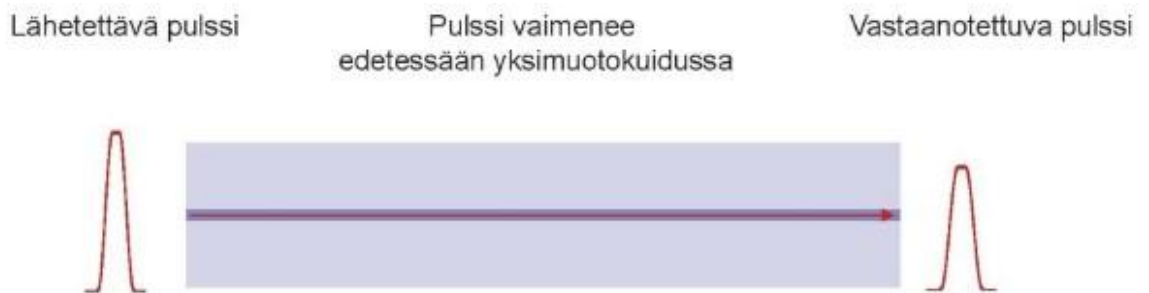 Lähetettävä pulssi
Pulssi vaimenee
edetessään yksimuotokuidussa
Vastaanotettuva pulssi